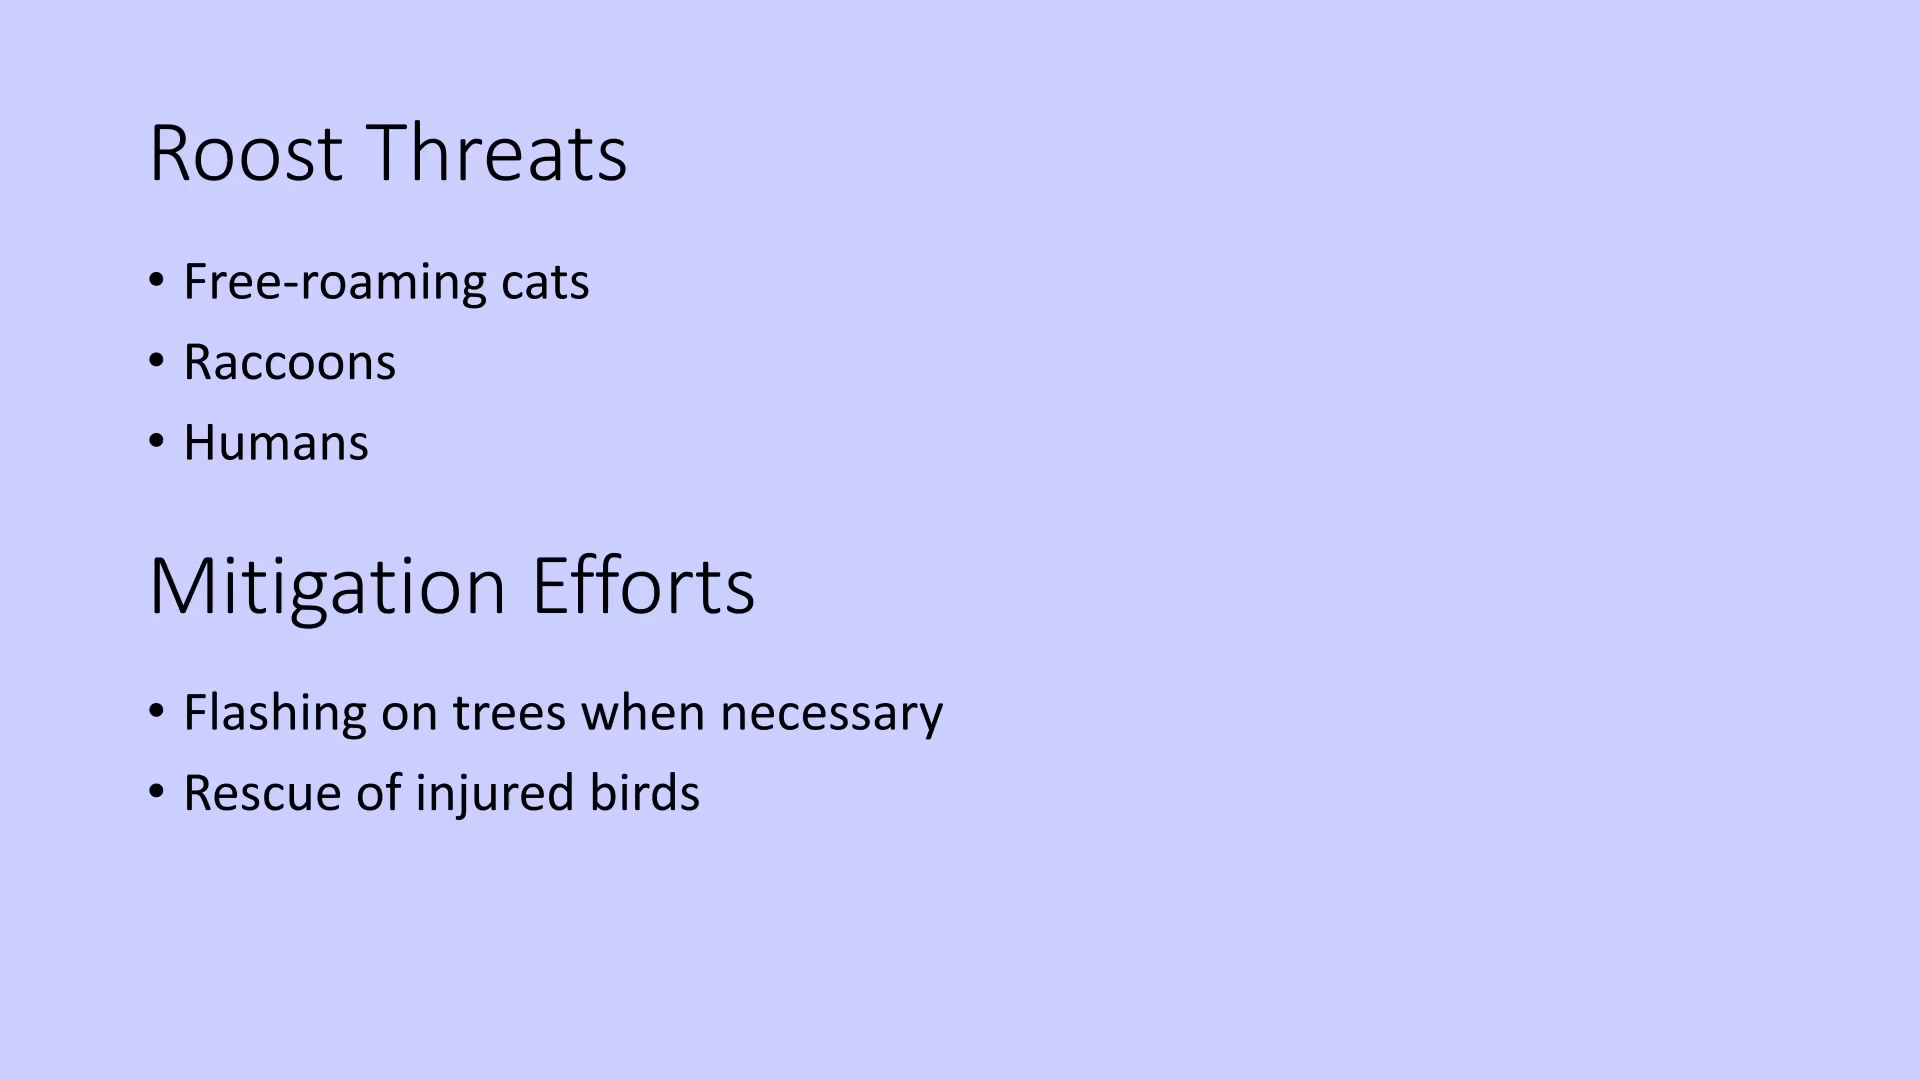 Roost Threats
• Free-roaming cats
• Raccoons
• Humans
Mitigation Efforts
• Flashing on trees when necessary
• Rescue of injured birds